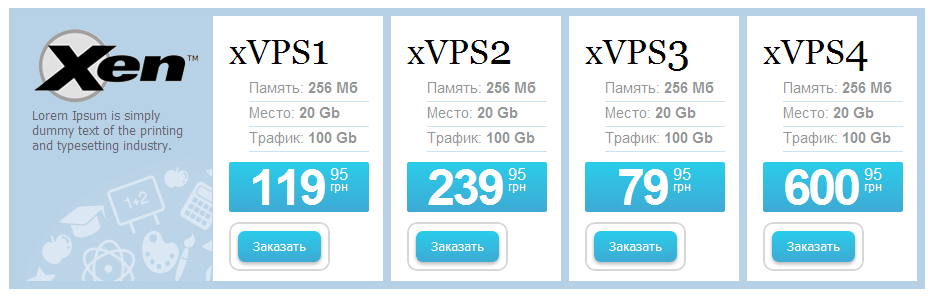 Xen™
Lorem Ipsum is simply
dummy text of the printing
and typesetting industry.
1+2
xVPS1
Память: 256 Мб
Место: 20 Gb
Трафик: 100 Gb
119 95 грн
Заказать
xVPS2
Память: 256 Мб
Место: 20 Gb
Трафик: 100 Gb
239 95 грн
Заказать
xVPS3
Память: 256 Мб
Место: 20 Gb
Трафик: 100 Gb
79 95 грн
Заказать
xVPS4
Память: 256 Мб
Место: 20 Gb
Трафик: 100 Gb
600 95 грн
Заказать